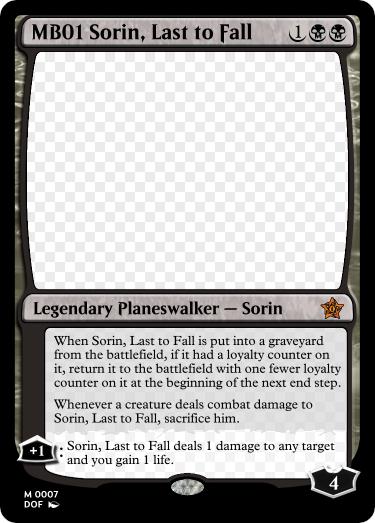 MB01 Sorin, Last to Fall 1
Legendary Planeswalker — Sorin
When Sorin, Last to Fall is put into a graveyard
from the battlefield, if it had a loyalty counter on
it, return it to the battlefield with one fewer loyalty
counter on it at the beginning of the next end step.
Whenever a creature deals combat damage to
Sorin, Last to Fall, sacrifice him.
+1 : Sorin, Last to Fall deals 1 damage to any target
and you gain 1 life.
4
M 0007
DOF